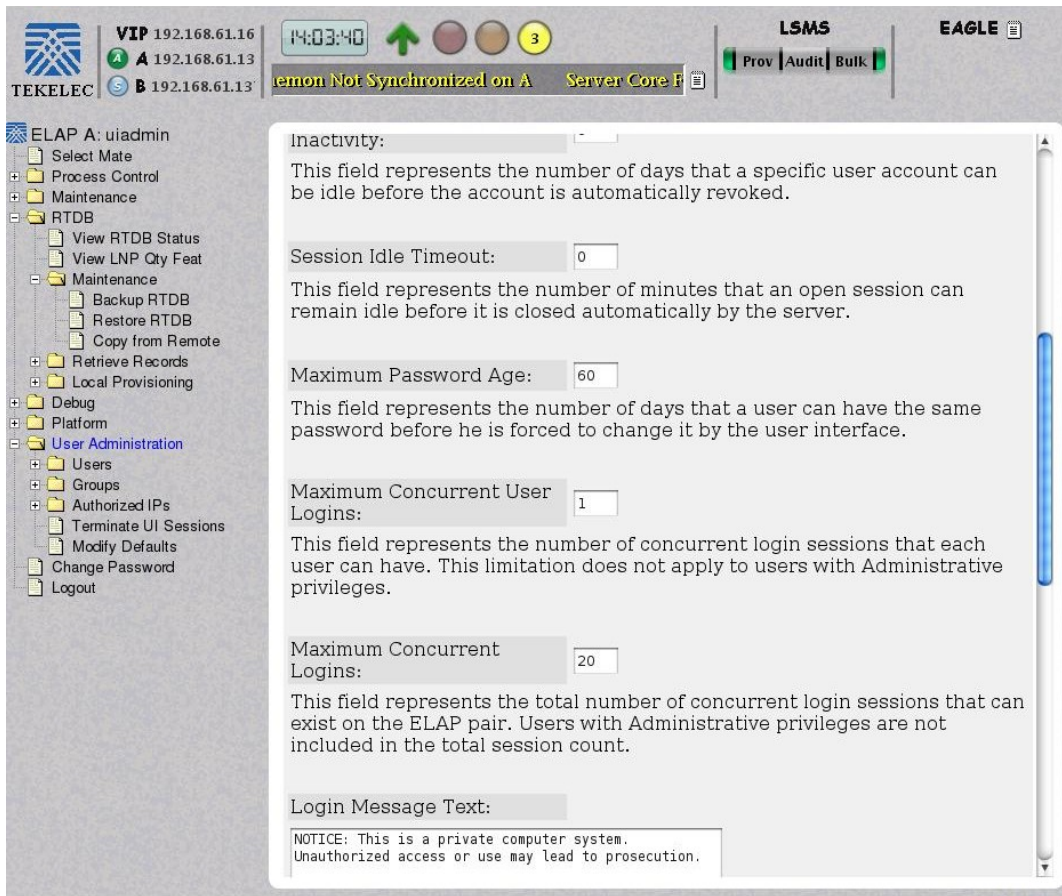 TEKELEC
VIP 192.168.61.16
A A 192.168.61.13
S B 192.168.61.13
14:03:40
3
emon Not Synchronized on A Server Core F
LSMS
Prov Audit Bulk
EAGLE
ELAP A: uiadmin
Select Mate
Process Control
Maintenance
RTDB
View RTDB Status
View LNP Qty Feat
Maintenance
Backup RTDB
Restore RTDB
Copy from Remote
Retrieve Records
Local Provisioning
Debug
Platform
User Administration
Users
Groups
Authorized IPs
Terminate UI Sessions
Modify Defaults
Change Password
Logout
Inactivity:
This field represents the number of days that a specific user account can
be idle before the account is automatically revoked.
Session Idle Timeout: 0
This field represents the number of minutes that an open session can
remain idle before it is closed automatically by the server.
Maximum Password Age: 60
This field represents the number of days that a user can have the same
password before he is forced to change it by the user interface.
Maximum Concurrent User
Logins: 1
This field represents the number of concurrent login sessions that each
user can have. This limitation does not apply to users with Administrative
privileges.
Maximum Concurrent
Logins: 20
This field represents the total number of concurrent login sessions that can
exist on the ELAP pair. Users with Administrative privileges are not
included in the total session count.
Login Message Text:
NOTICE: This is a private computer system.
Unauthorized access or use may lead to prosecution.